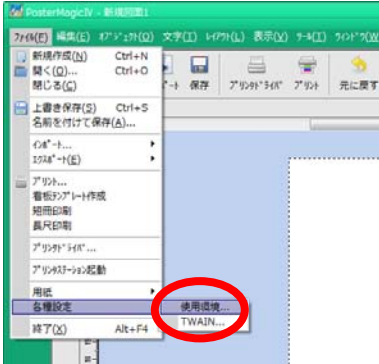 PosterMagicⅣ - 新規図面1
ﾌｧｲﾙ(F) 編集(E) ｵﾌﾞｼﾞｪｸﾄ(O) 文字(T) ﾚｲｱｳﾄ(L) 表示(V) ﾂｰﾙ(T) ｳｨﾝﾄﾞｳ(W
新規作成(N) Ctrl+N
開く(O)... Ctrl+O
閉じる(C)
ﾎﾟｰﾄ 保存 ﾌﾟﾘﾝﾀﾄﾞﾗｲﾊﾞ ﾌﾟﾘﾝﾄ 元に戻す
上書き保存(S) Ctrl+S
名前を付けて保存(A)...
ｲﾝﾎﾟｰﾄ...
ｴｸｽﾎﾟｰﾄ(E)
ﾌﾟﾘﾝﾄ...
看板ﾃﾝﾌﾟﾚｰﾄ作成
短冊印刷
長尺印刷
ﾌﾟﾘﾝﾀﾄﾞﾗｲﾊﾞ...
ﾌﾟﾘﾝﾀｽﾃｰｼｮﾝ起動
用紙
各種設定 使用環境...
TWAIN...
終了(X) Alt+F4